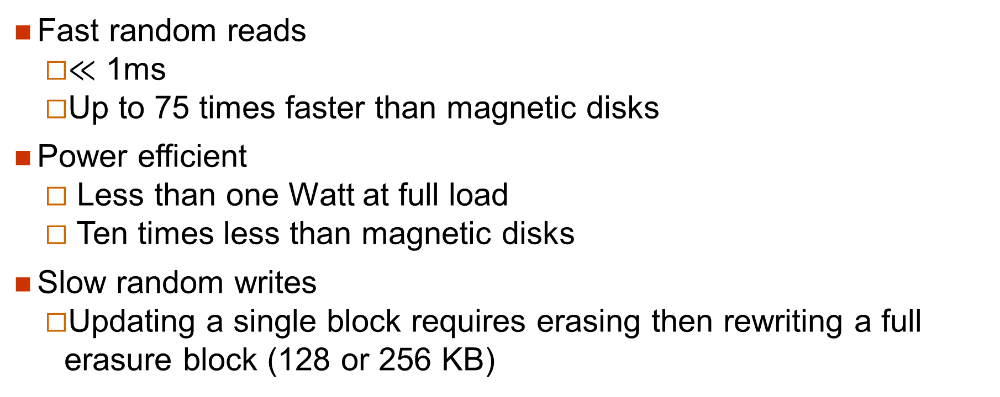 Fast random reads
≪ 1ms
Up to 75 times faster than magnetic disks
Power efficient
Less than one Watt at full load
Ten times less than magnetic disks
Slow random writes
Updating a single block requires erasing then rewriting a full
erasure block (128 or 256 KB)